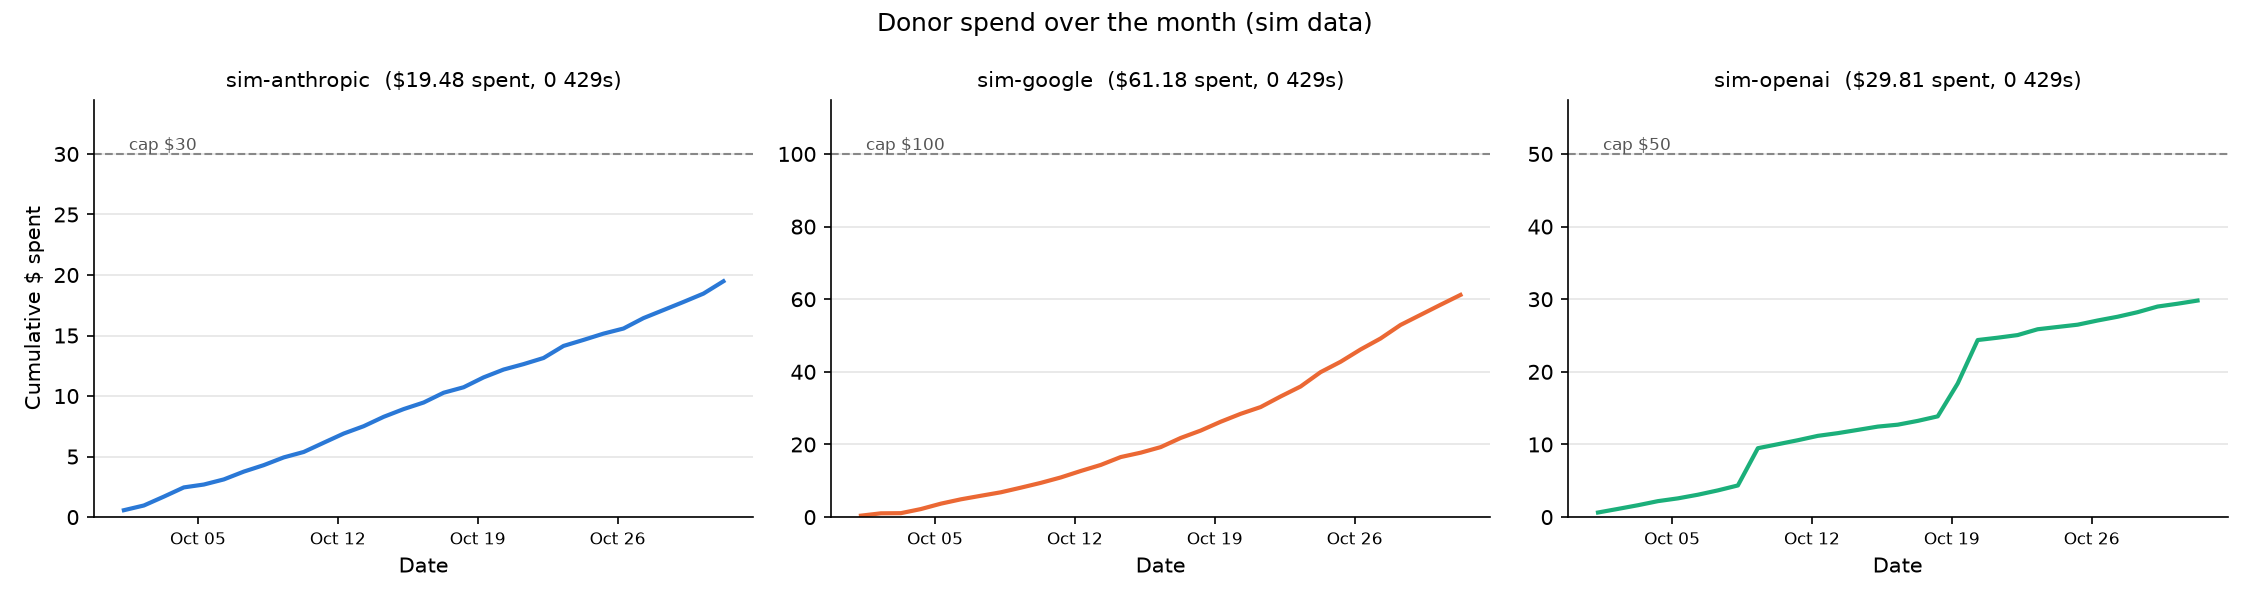 Donor spend over the month (sim data)
sim-anthropic  ($19.48 spent, 0 429s)
cap $30
30
25
20
15
10
5
0
Cumulative $ spent
Oct 05
Oct 12
Oct 19
Oct 26
Date
sim-google  ($61.18 spent, 0 429s)
cap $100
100
80
60
40
20
0
Oct 05
Oct 12
Oct 19
Oct 26
Date
sim-openai  ($29.81 spent, 0 429s)
cap $50
50
40
30
20
10
0
Oct 05
Oct 12
Oct 19
Oct 26
Date